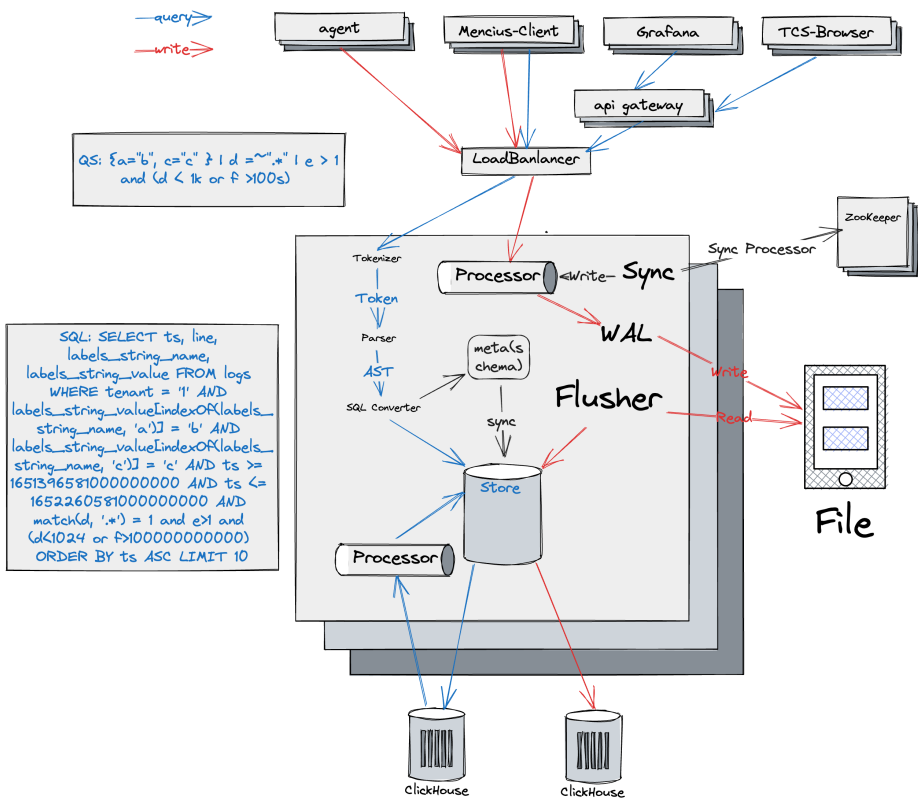 query
write
agent
Mencius-Client
Grafana
TCS-Browser
api gateway
LoadBanlancer
QS: {a="b", c="c" } | d =~".*" | e > 1
and (d < 1k or f >100s)
ZooKeeper
Sync Processor
Tokenizer
Token
Parser
AST
SQL Converter
Processor
Write
Sync
WAL
meta(s
chema)
sync
Flusher
Write
Read
File
Store
Processor
SQL: SELECT ts, line,
labels_string_name,
labels_string_value FROM logs
WHERE tenant = '1' AND
labels_string_value[indexOf(labels_
string_name, 'a')] = 'b' AND
labels_string_value[indexOf(labels_
string_name, 'c')] = 'c' AND ts >=
1651396581000000000 AND ts <=
1652260581000000000 AND
match(d, '.*') = 1 and e>1 and
(d<1024 or f>100000000000)
ORDER BY ts ASC LIMIT 10
ClickHouse
ClickHouse